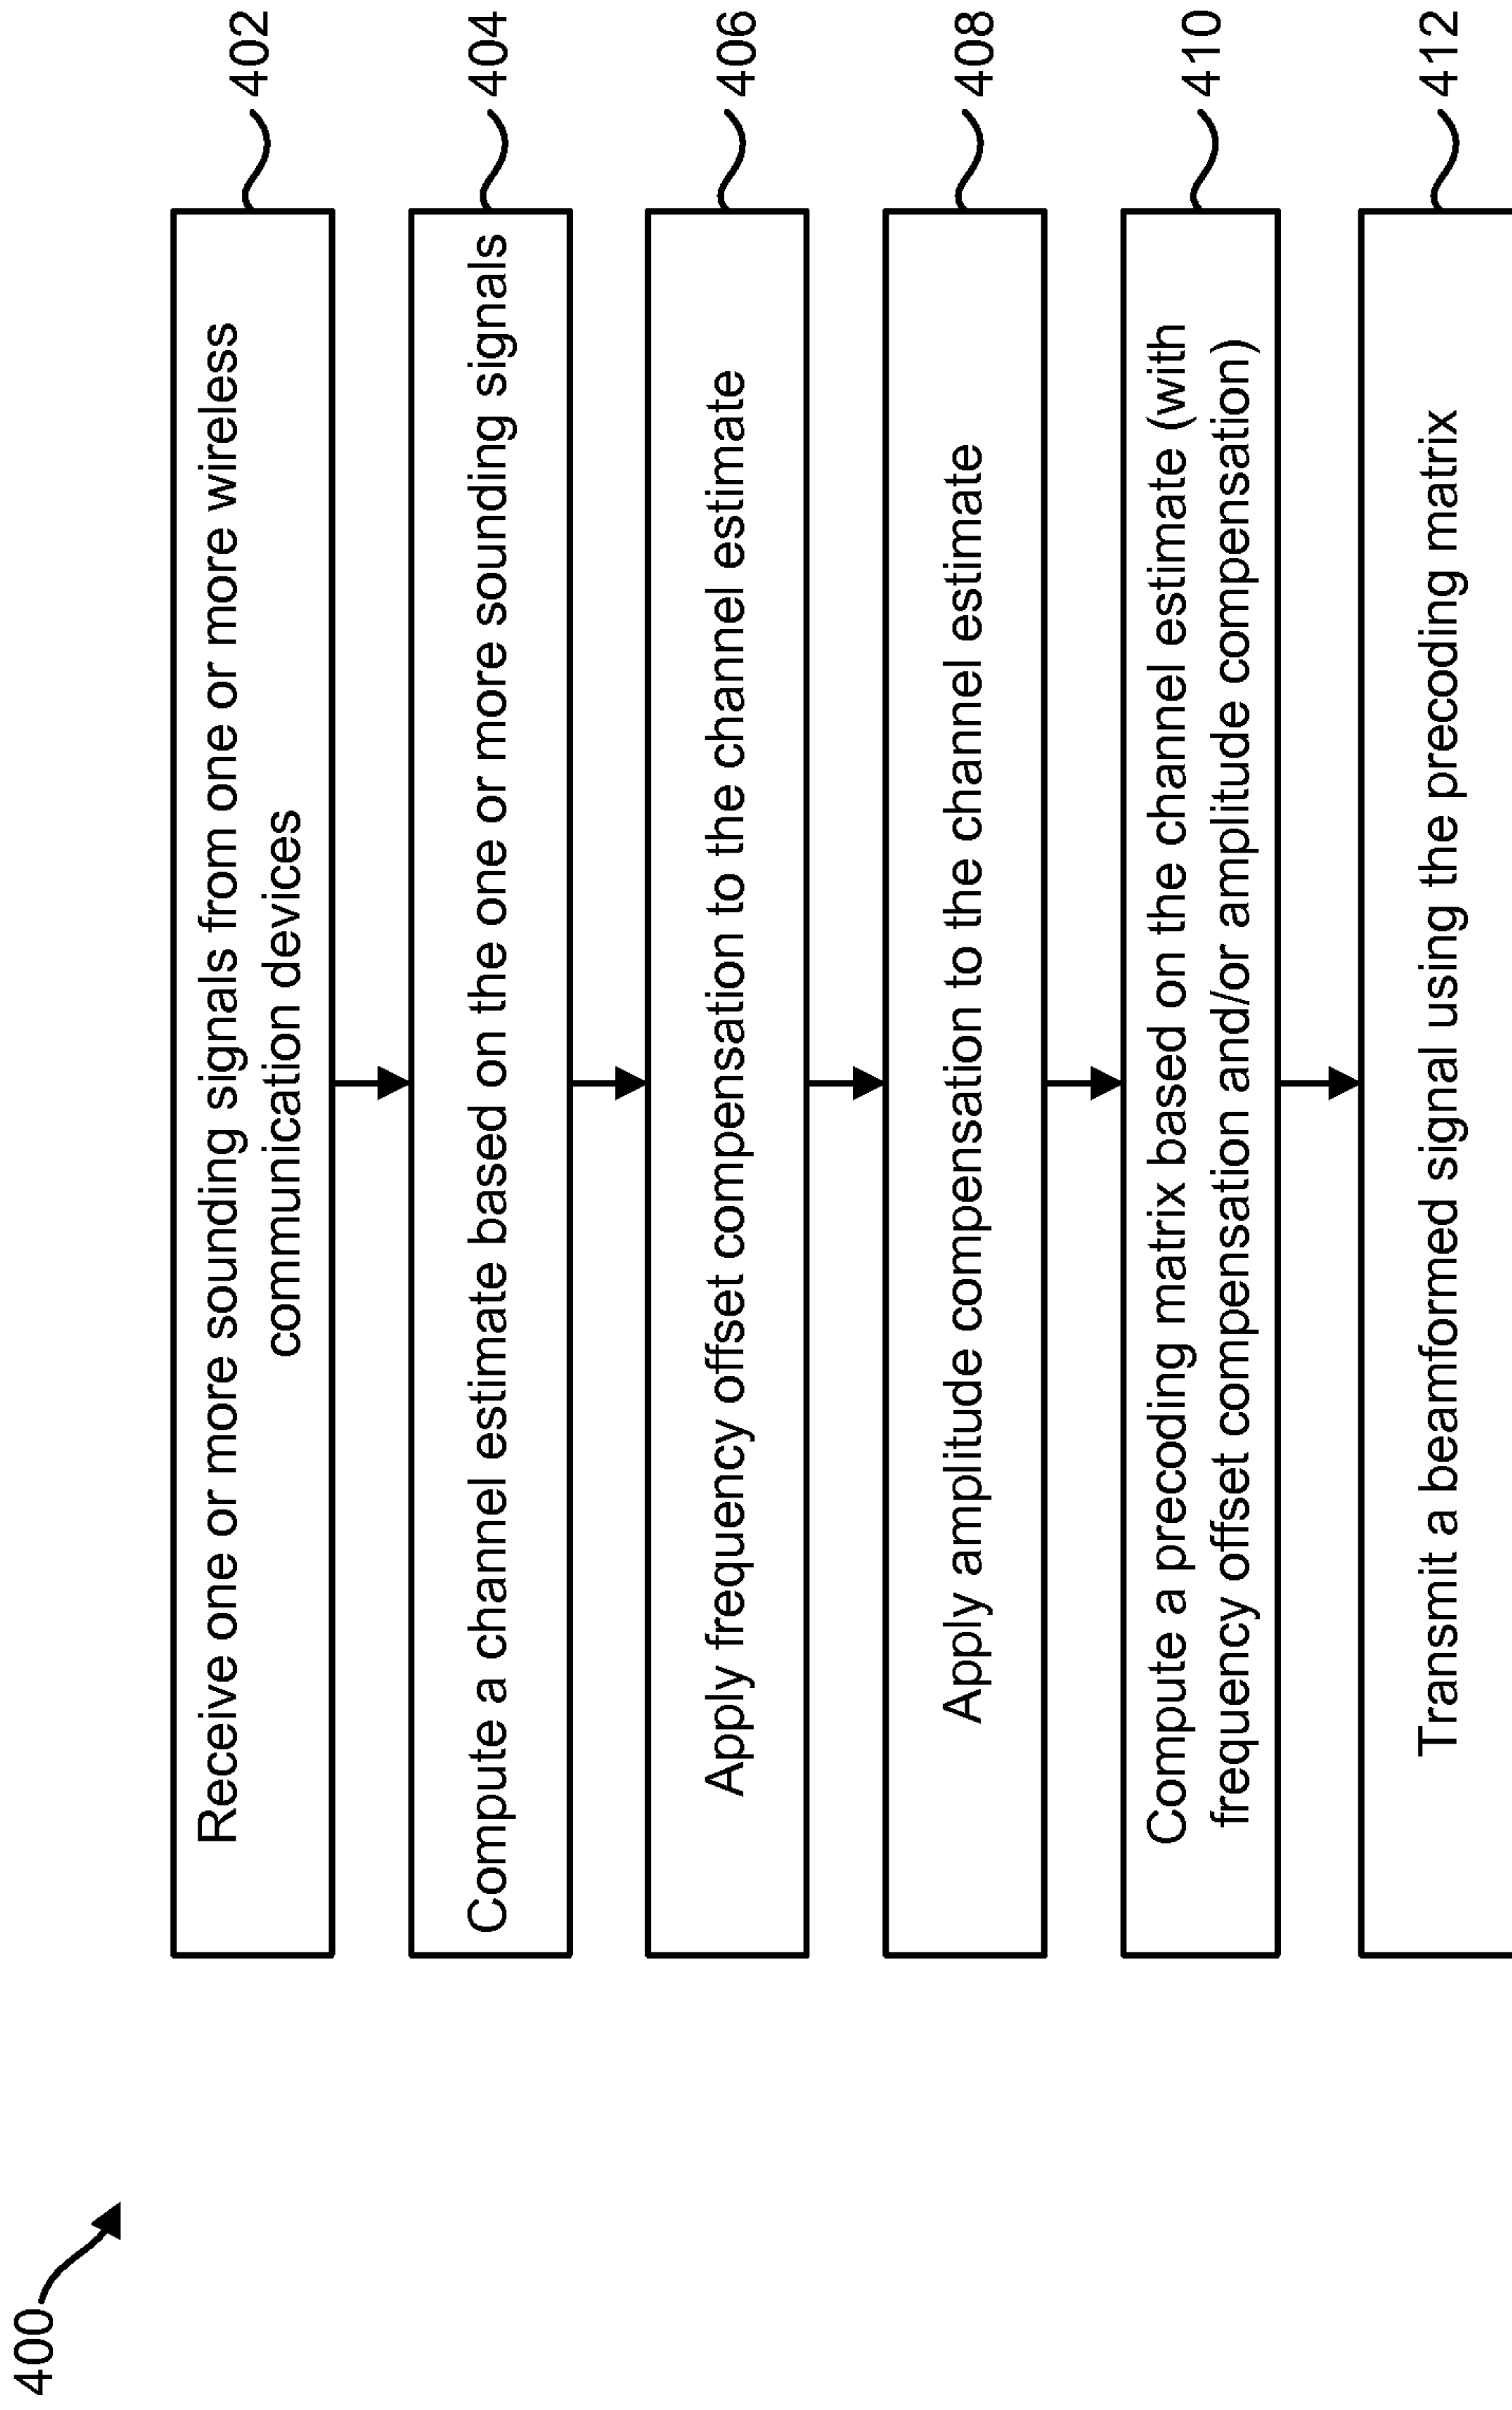 400
Receive one or more sounding signals from one or more wireless
communication devices
402
Compute a channel estimate based on the one or more sounding signals
404
Apply frequency offset compensation to the channel estimate
406
Apply amplitude compensation to the channel estimate
408
Compute a precoding matrix based on the channel estimate (with
frequency offset compensation and/or amplitude compensation)
410
Transmit a beamformed signal using the precoding matrix
412